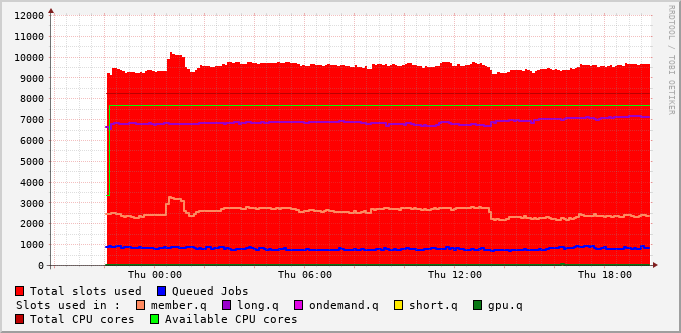 12000
11000
10000
9000
8000
7000
6000
5000
4000
3000
2000
1000
0
Thu 00:00 Thu 06:00 Thu 12:00 Thu 18:00
RRDTOOL / TOBI OETIKER
Total slots used Queued Jobs
Slots used in : member.q long.q ondemand.q short.q gpu.q
Total CPU cores Available CPU cores